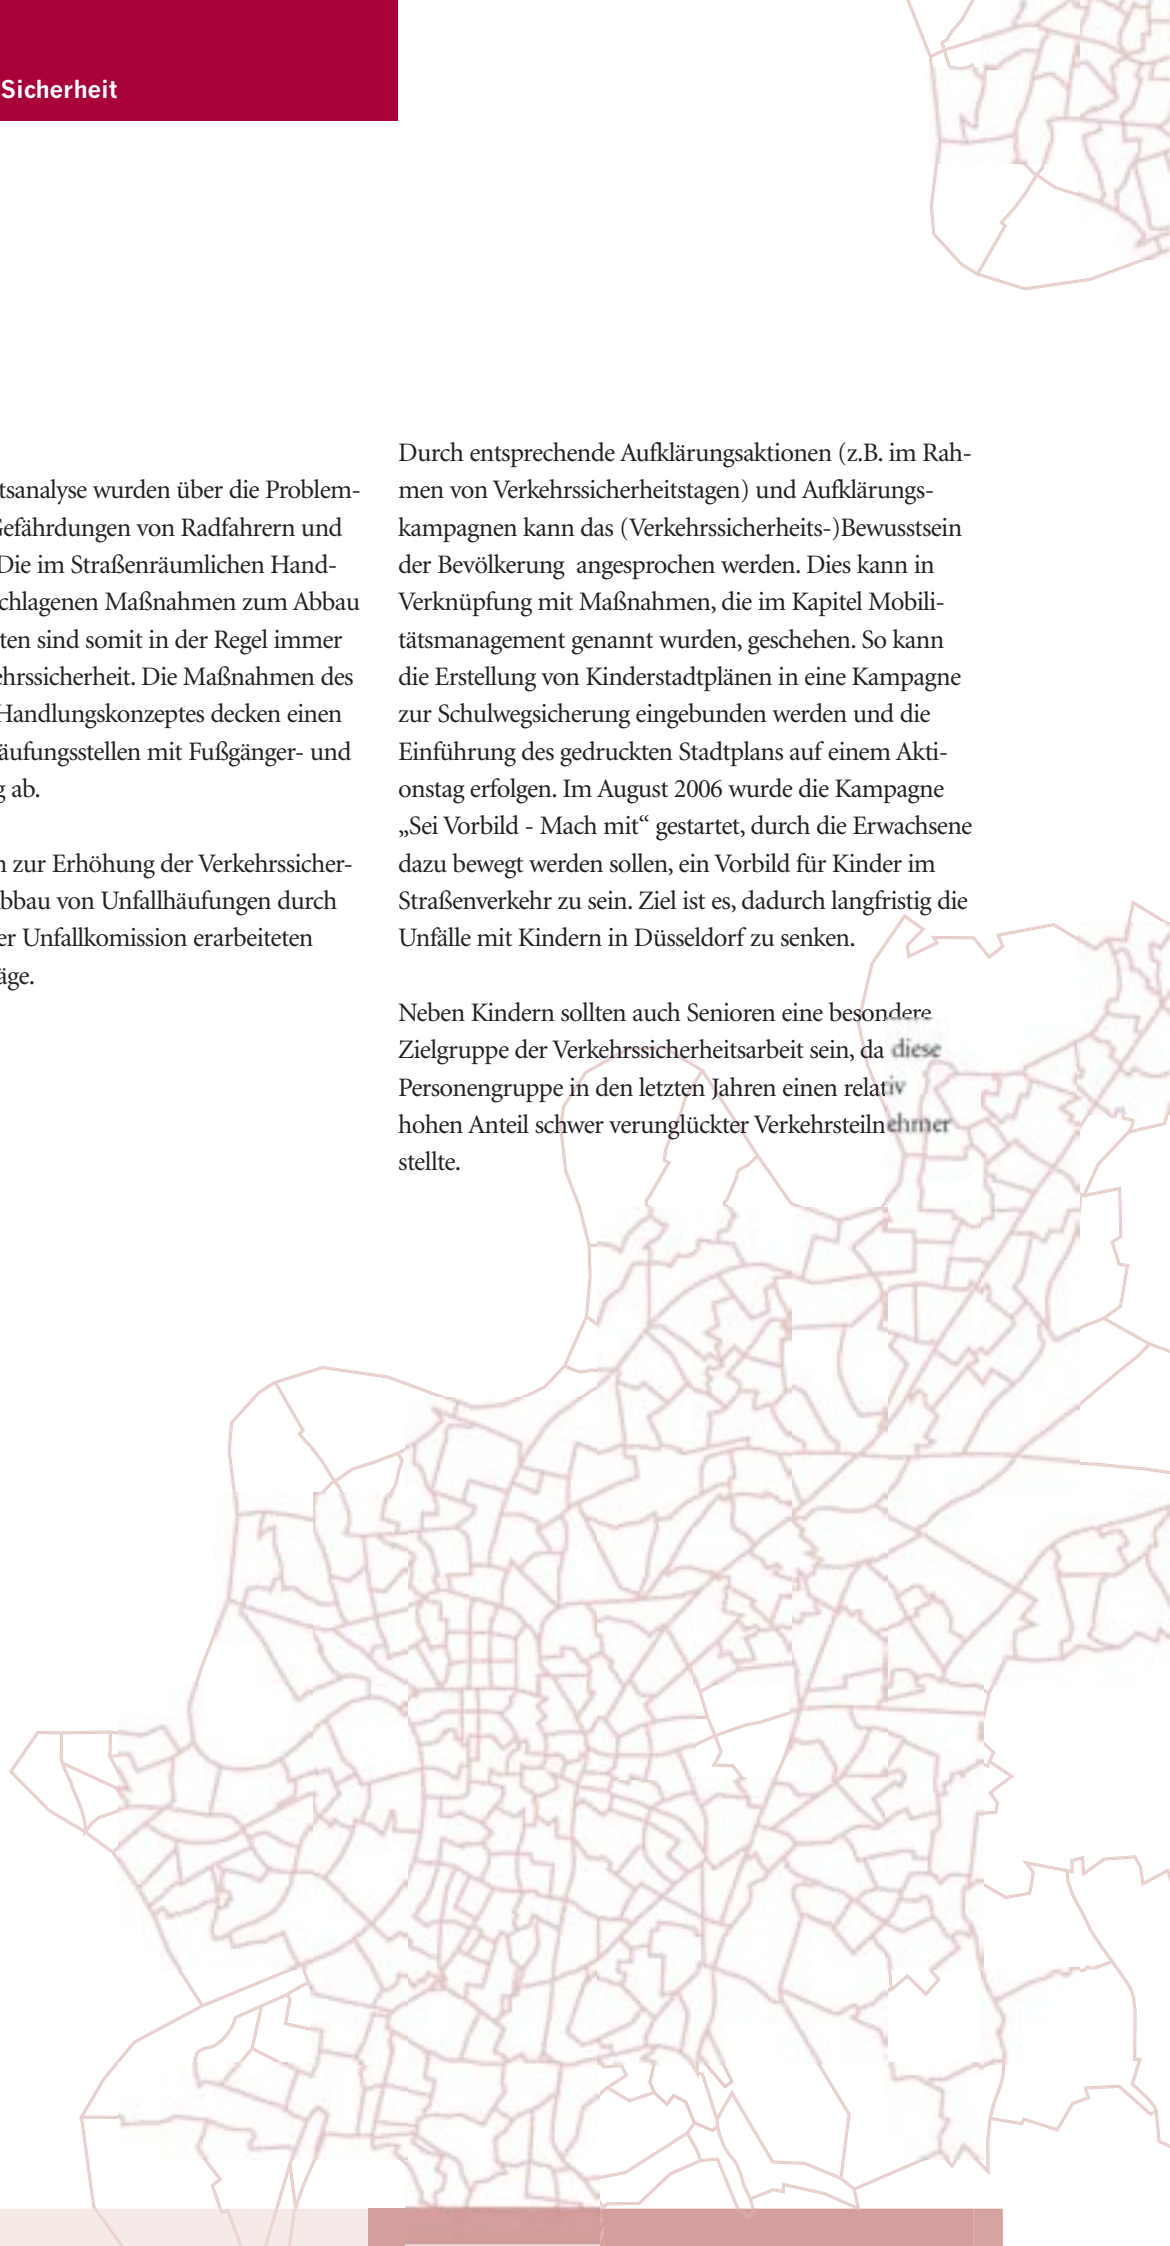 Sicherheit
tsanalyse wurden über die Problem-
Gefährdungen von Radfahrern und
Die im Straßenräumlichen Hand-
chlagenen Maßnahmen zum Abbau
ten sind somit in der Regel immer
ehrssicherheit. Die Maßnahmen des
Handlungskonzeptes decken einen
äufungsstellen mit Fußgänger- und
g ab.
n zur Erhöhung der Verkehrssicher-
bbau von Unfallhäufungen durch
er Unfallkomission erarbeiteten
äge.
Durch entsprechende Aufklärungsaktionen (z.B. im Rah-
men von Verkehrssicherheitstagen) und Aufklärungs-
kampagnen kann das (Verkehrssicherheits-)Bewusstsein
der Bevölkerung angesprochen werden. Dies kann in
Verknüpfung mit Maßnahmen, die im Kapitel Mobili-
tätsmanagement genannt wurden, geschehen. So kann
die Erstellung von Kinderstadtplänen in eine Kampagne
zur Schulwegsicherung eingebunden werden und die
Einführung des gedruckten Stadtplans auf einem Akti-
onstag erfolgen. Im August 2006 wurde die Kampagne
„Sei Vorbild - Mach mit“ gestartet, durch die Erwachsene
dazu bewegt werden sollen, ein Vorbild für Kinder im
Straßenverkehr zu sein. Ziel ist es, dadurch langfristig die
Unfälle mit Kindern in Düsseldorf zu senken.
Neben Kindern sollten auch Senioren eine besondere
Zielgruppe der Verkehrssicherheitsarbeit sein, da diese
Personengruppe in den letzten Jahren einen relativ
hohen Anteil schwer verunglückter Verkehrsteilnehmer
stellte.